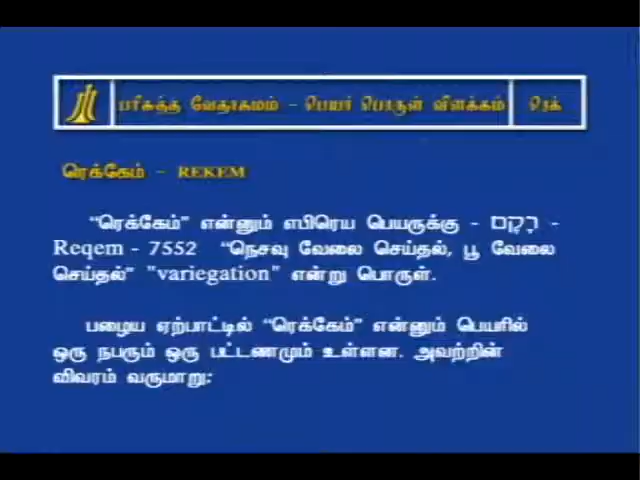 பரிசுத்த வேதாகமம் - பெயர் பொருள் விளக்கம் ரெக்
ரெக்கேம் - REKEM
“ரெக்கேம்” என்னும் எபிரெய பெயருக்கு - רֶקֶם -
Reqem - 7552 “நெசவு வேலை செய்தல், பூ வேலை
செய்தல்” "variegation" என்று பொருள்.
பழைய ஏற்பாட்டில் “ரெக்கேம்” என்னும் பெயரில்
ஒரு நபரும் ஒரு பட்டணமும் உள்ளன. அவற்றின்
விவரம் வருமாறு: